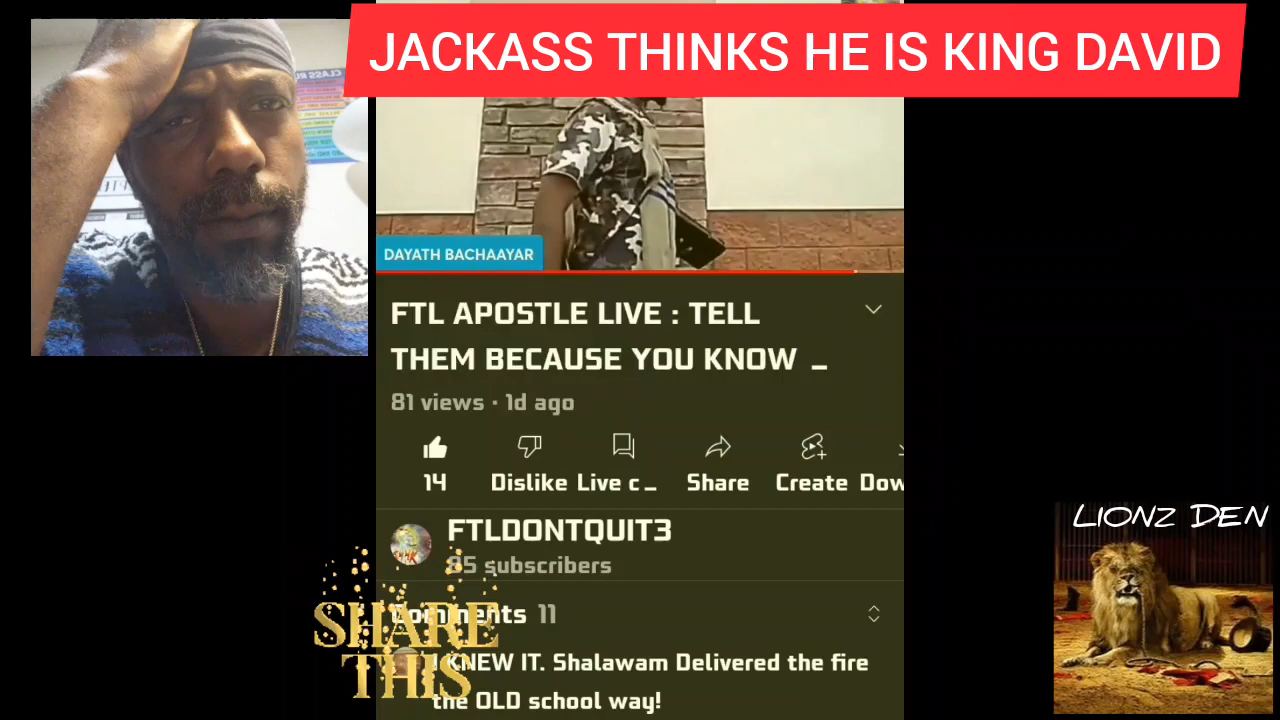 JACKASS THINKS HE IS KING DAVID
DAYATH BACHAAYAR
FTL APOSTLE LIVE : TELL
THEM BECAUSE YOU KNOW _
81 views · 1d ago
14 Dislike Live c_ Share Create Dow
FTLDONTQUIT3
85 subscribers
Comments 11
I KNEW IT. Shalawam Delivered the fire
the OLD school way!
SHARE
THIS
LIONZ DEN